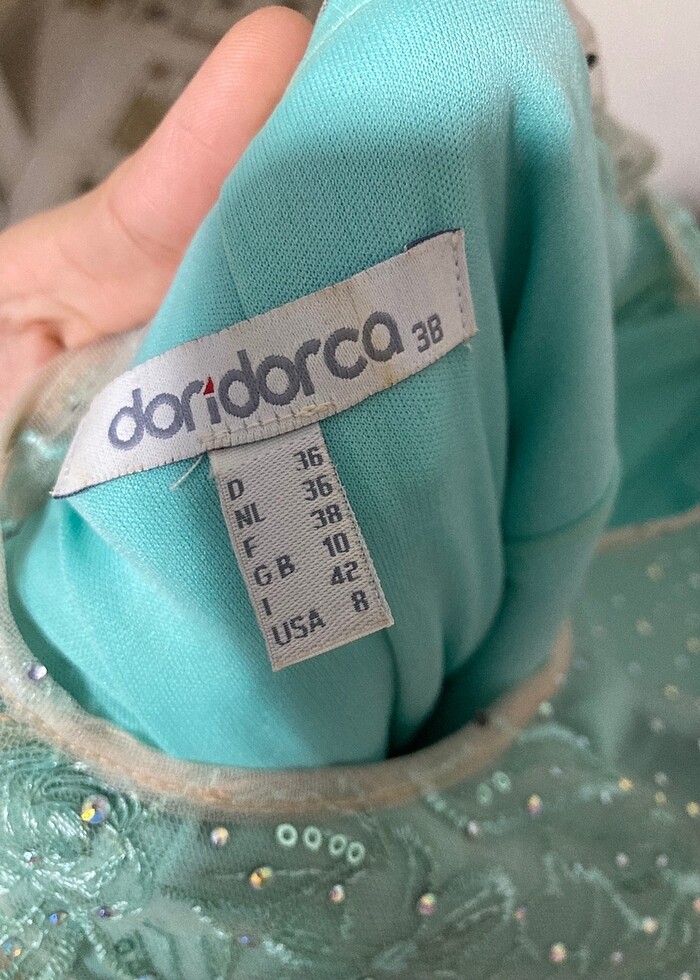 doridorca 38
D 36
NL 36
F 38
GB 10
I 42
USA 8